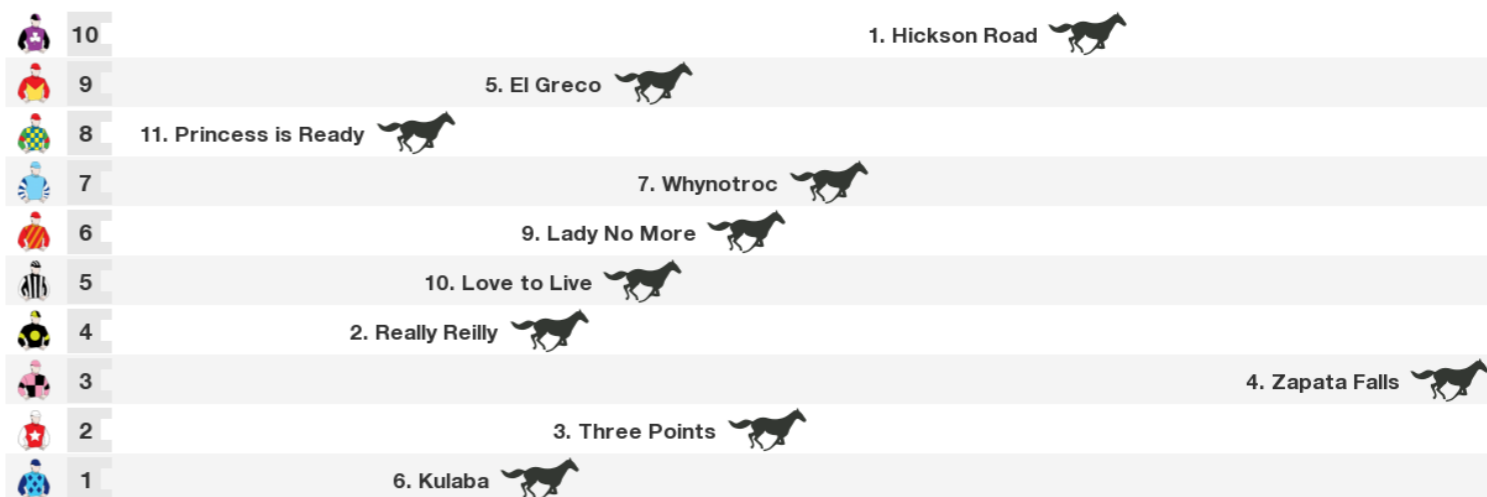 10 1. Hickson Road
9 5. El Greco
8 11. Princess is Ready
7 7. Whynotroc
6 9. Lady No More
5 10. Love to Live
4 2. Really Reilly
3 4. Zapata Falls
2 3. Three Points
1 6. Kulaba